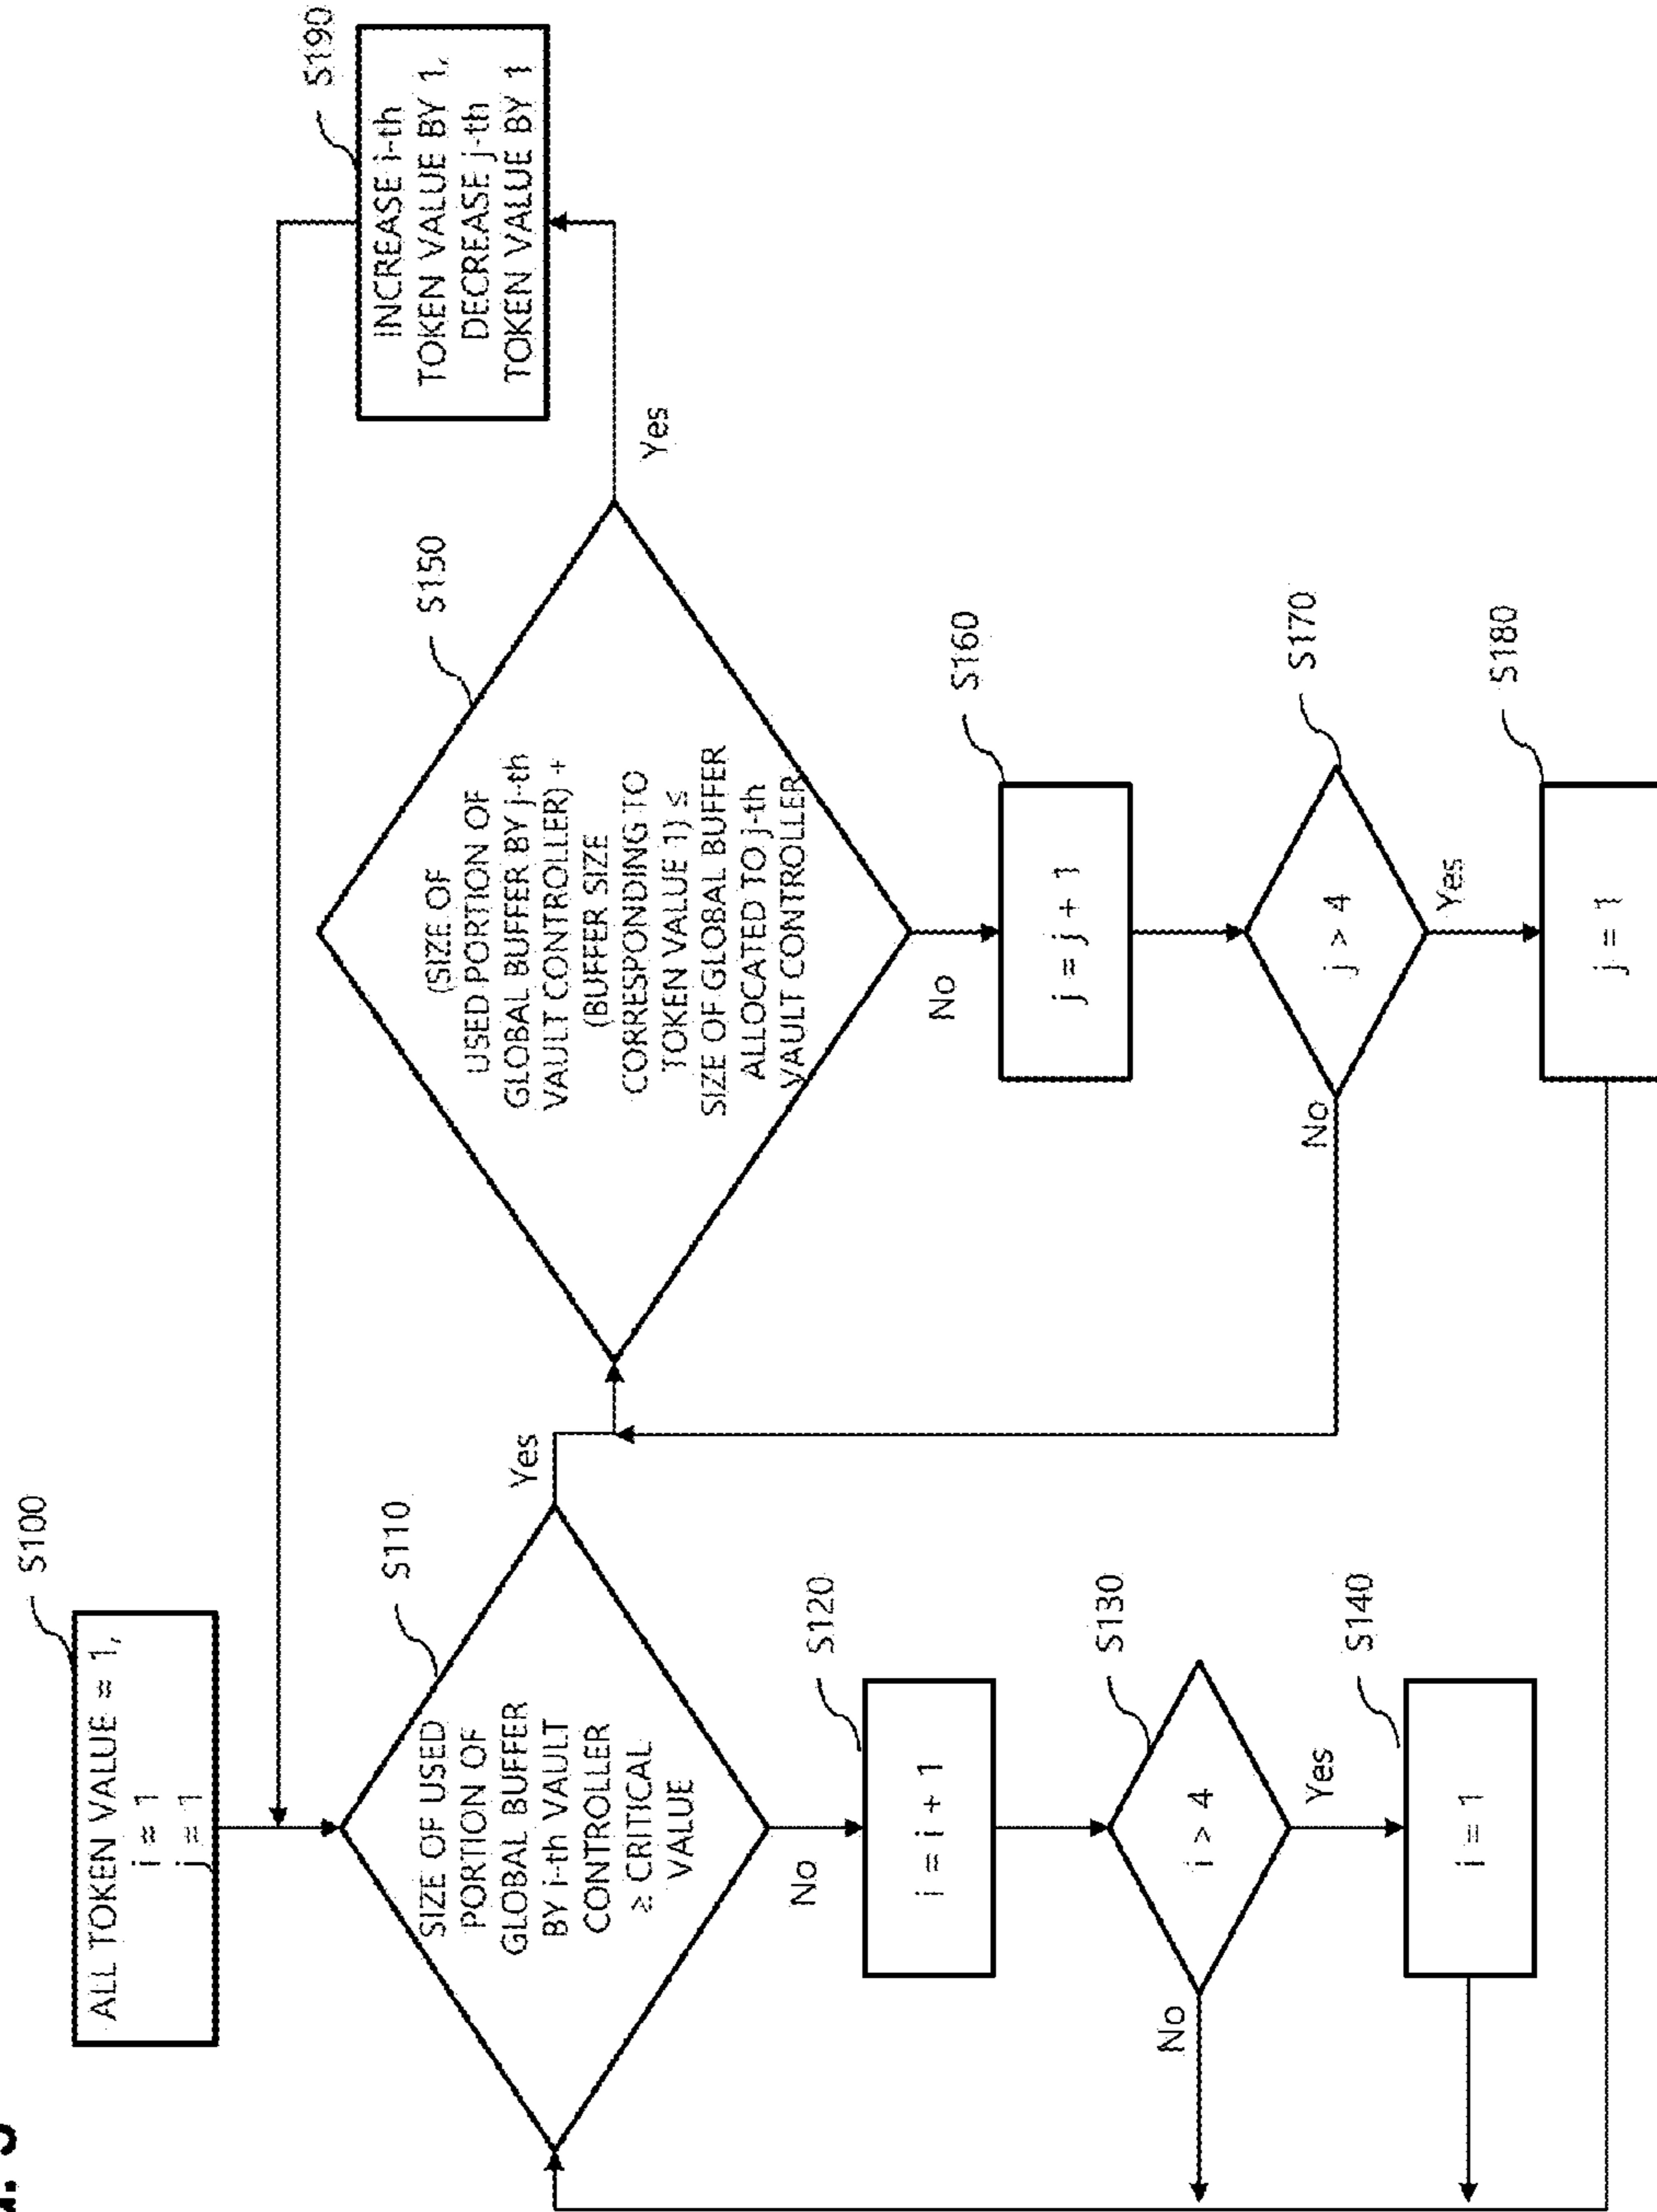 S100
ALL TOKEN VALUE = 1,
i = 1
j = 1
S110
SIZE OF USED
PORTION OF
GLOBAL BUFFER
BY i-th VAULT
CONTROLLER
≥ CRITICAL
VALUE
Yes
No
S120
i = i + 1
S130
i > 4
No
Yes
S140
i = 1
S150
(SIZE OF
USED PORTION OF
GLOBAL BUFFER BY j-th
VAULT CONTROLLER) +
(BUFFER SIZE
CORRESPONDING TO
TOKEN VALUE 1) ≤
SIZE OF GLOBAL BUFFER
ALLOCATED TO j-th
VAULT CONTROLLER
Yes
No
S160
j = j + 1
S170
j > 4
No
Yes
S180
j = 1
S190
INCREASE i-th
TOKEN VALUE BY 1,
DECREASE j-th
TOKEN VALUE BY 1